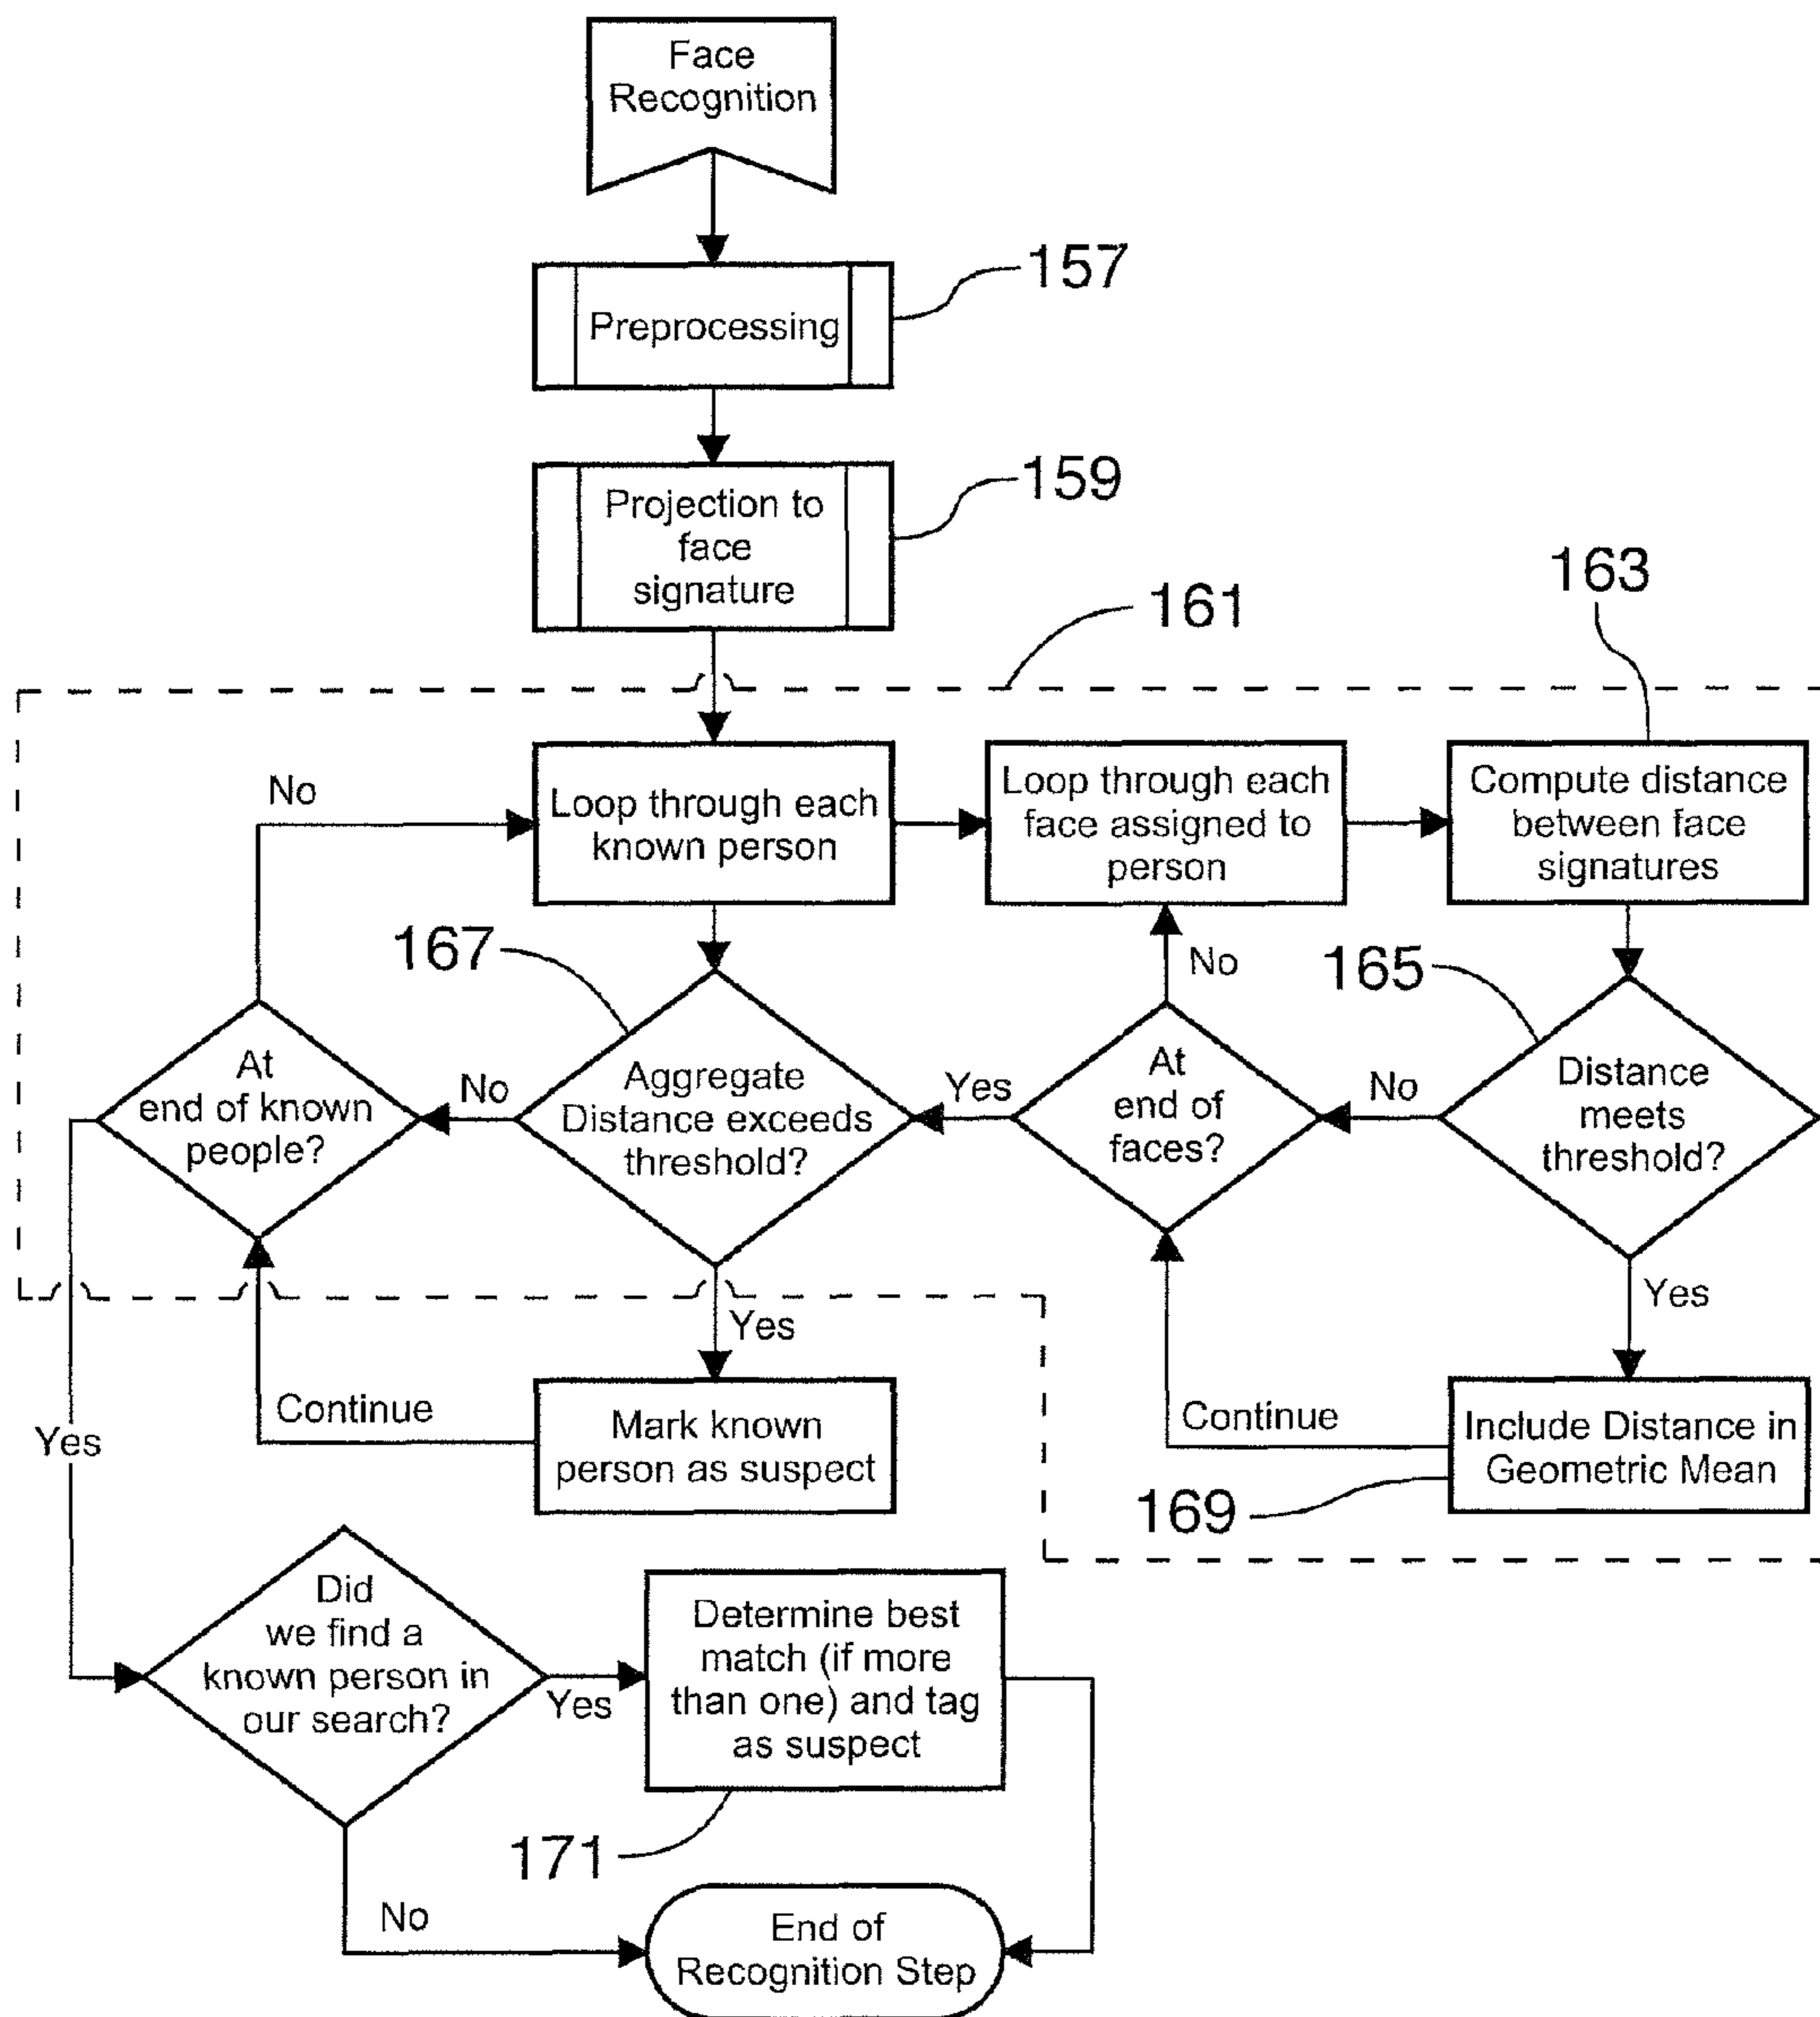 Face
Recognition
157
Preprocessing
159
Projection to
face
signature
161
163
No
Loop through each
known person
Loop through each
face assigned to
person
Compute distance
between face
signatures
167
No
165
At
end of known
people?
No
Aggregate
Distance exceeds
threshold?
Yes
At
end of
faces?
No
Distance
meets
threshold?
Yes
Yes
Yes
Continue
Mark known
person as suspect
Continue
Include Distance in
Geometric Mean
169
Did
we find a
known person in
our search?
Yes
Determine best
match (if more
than one) and tag
as suspect
171
No
End of
Recognition Step